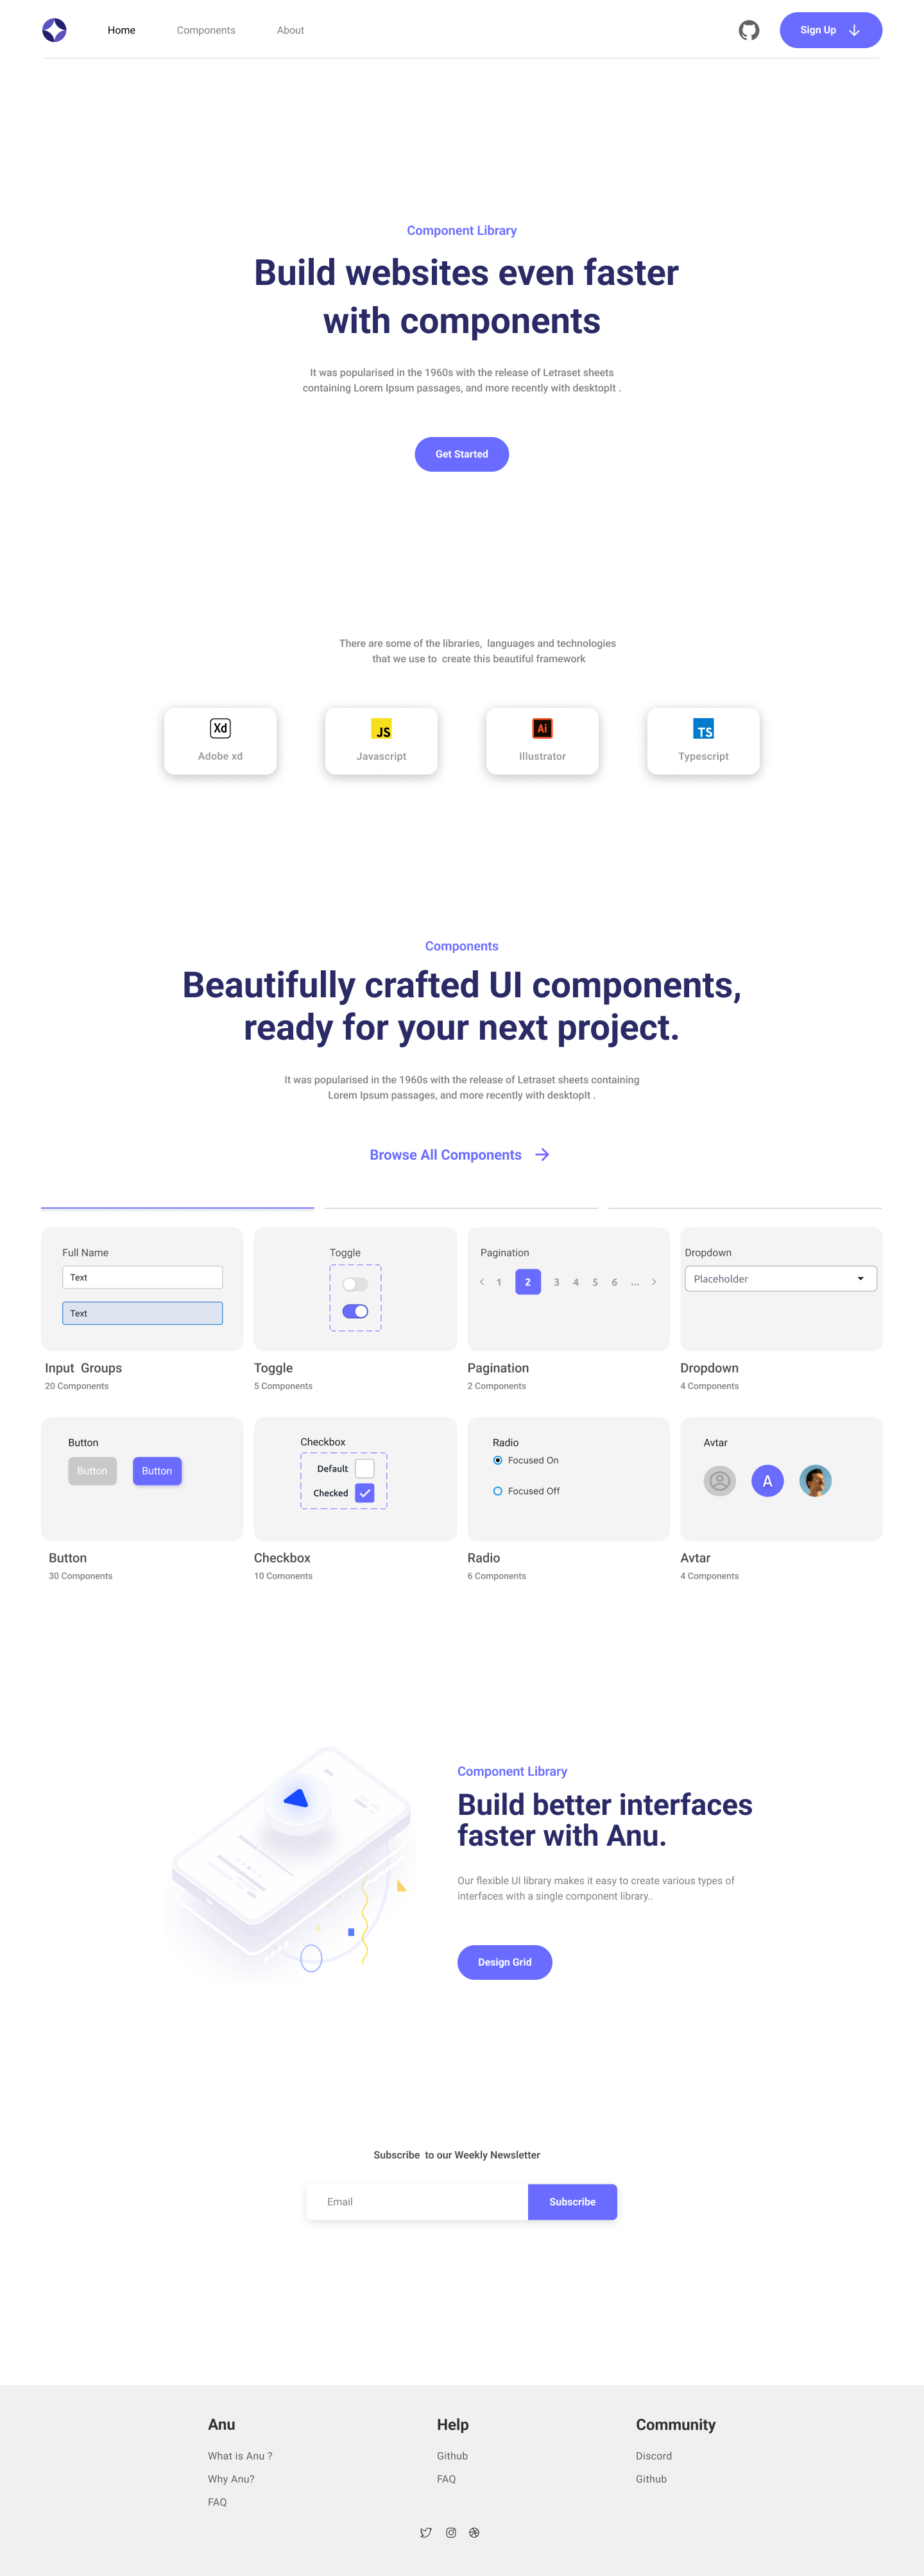 Home
Components
About
Sign Up
Component Library
Build websites even faster
with components
It was popularised in the 1960s with the release of Letraset sheets
containing Lorem Ipsum passages, and more recently with desktopIt .
Get Started
There are some of the libraries, languages and technologies
that we use to create this beautiful framework
Xd
Adobe xd
JS
Javascript
Ai
Illustrator
TS
Typescript
Components
Beautifully crafted UI components,
ready for your next project.
It was popularised in the 1960s with the release of Letraset sheets containing
Lorem Ipsum passages, and more recently with desktopIt .
Browse All Components
Full Name
Text
Text
Input Groups
20 Components
Toggle
Toggle
5 Components
Pagination
1 2 3 4 5 6 ...
Pagination
2 Components
Dropdown
Placeholder
Dropdown
4 Components
Button
Button
Button
Button
30 Components
Checkbox
Default
Checked
Checkbox
10 Comonents
Radio
Focused On
Focused Off
Radio
6 Components
Avtar
A
Avtar
4 Components
Component Library
Build better interfaces
faster with Anu.
Our flexible UI library makes it easy to create various types of
interfaces with a single component library..
Design Grid
Subscribe to our Weekly Newsletter
Email
Subscribe
Anu
What is Anu ?
Why Anu?
FAQ
Help
Github
FAQ
Community
Discord
Github